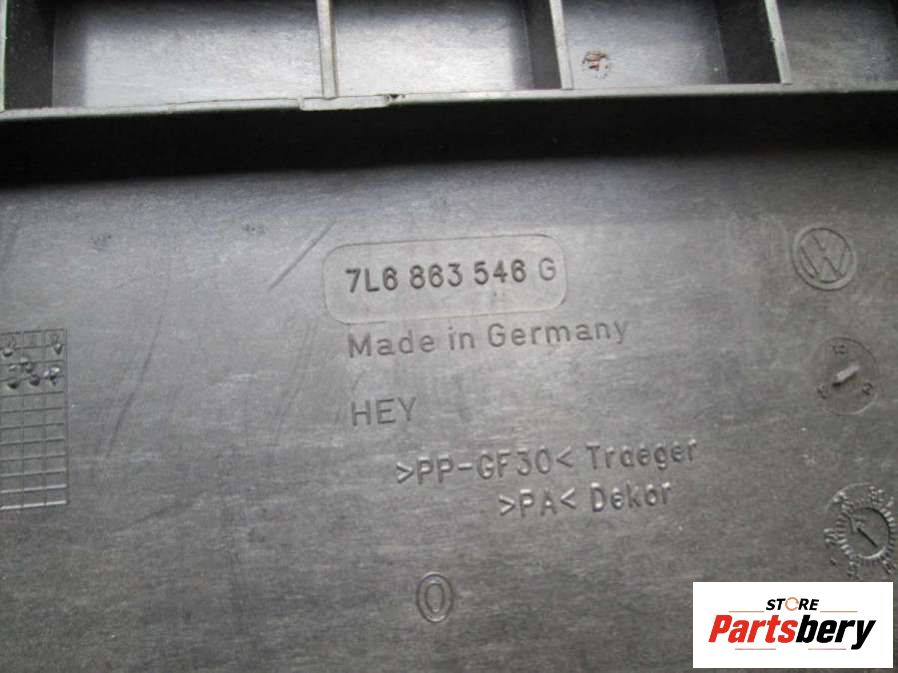 7L6 863 546 G
Made in Germany
HEY
>PP-GF30< Traeger
>PA< Dekor
O
STORE
Partsbery